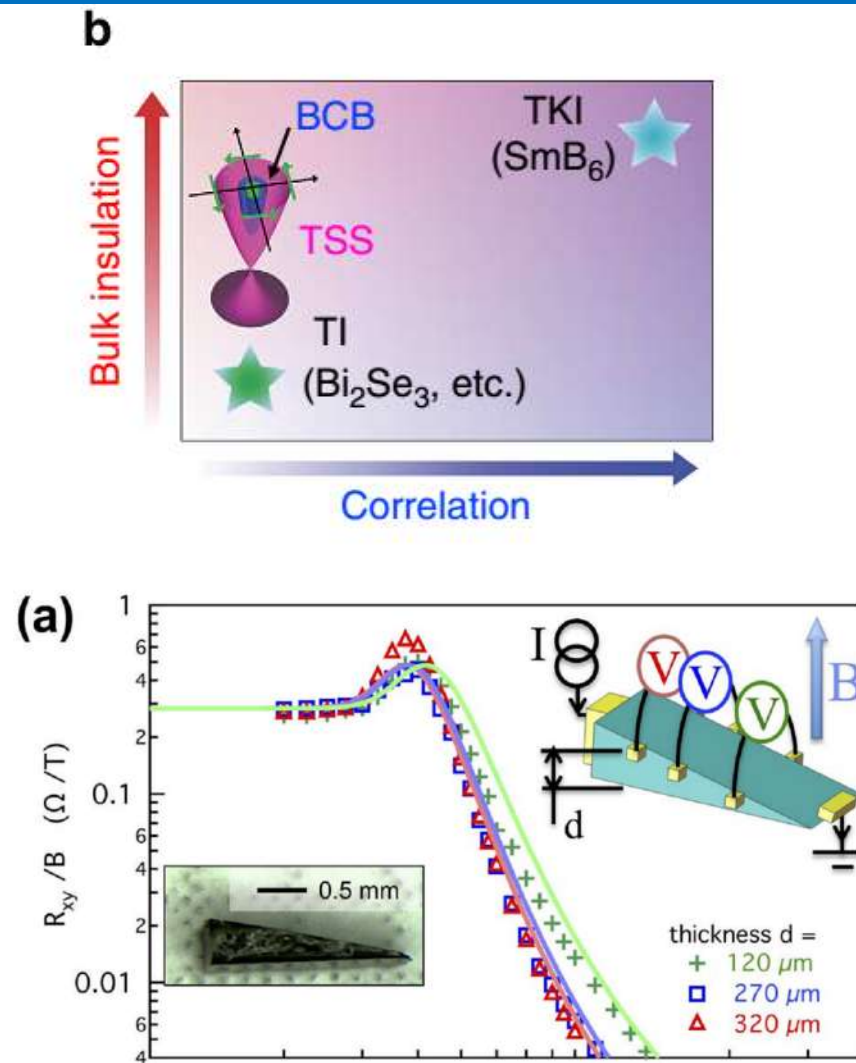 b
Bulk insulation
BCB
TSS
TI
(Bi₂Se₃, etc.)
TKI
(SmB₆)
Correlation
(a)
R_xy /B (Ω /T)
1
6
4
2
0.1
6
4
2
0.01
6
4
I
V
V
V
B
d
0.5 mm
thickness d =
120 µm
270 µm
320 µm